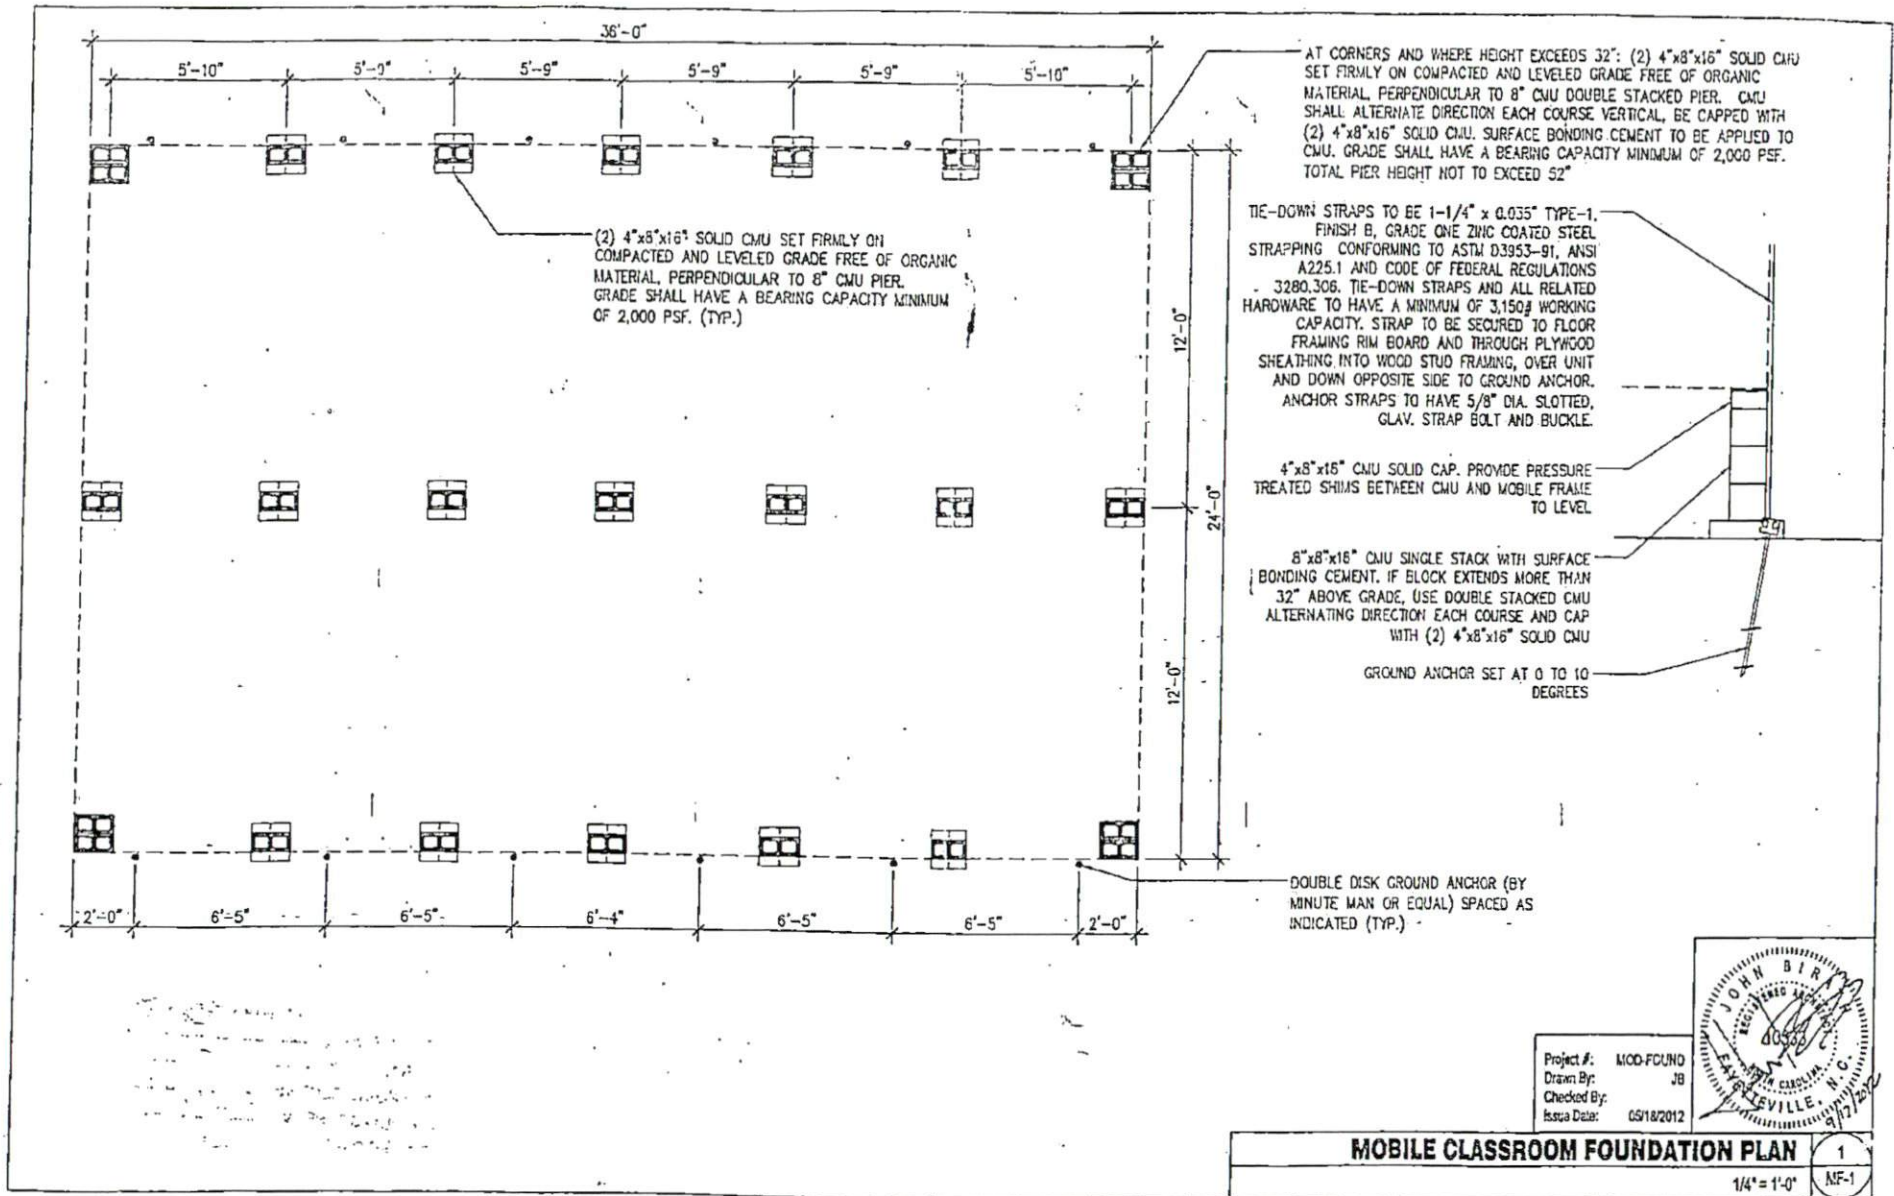 36'-0"
5'-10" 5'-9" 5'-9" 5'-9" 5'-9" 5'-10"
AT CORNERS AND WHERE HEIGHT EXCEEDS 32": (2) 4"x8"x16" SOLID CMU
SET FIRMLY ON COMPACTED AND LEVELED GRADE FREE OF ORGANIC
MATERIAL, PERPENDICULAR TO 8" CMU DOUBLE STACKED PIER. CMU
SHALL ALTERNATE DIRECTION EACH COURSE VERTICAL, BE CAPPED WITH
(2) 4"x8"x16" SOLID CMU. SURFACE BONDING CEMENT TO BE APPLIED TO
CMU. GRADE SHALL HAVE A BEARING CAPACITY MINIMUM OF 2,000 PSF.
TOTAL PIER HEIGHT NOT TO EXCEED 52"
(2) 4"x8"x16" SOLID CMU SET FIRMLY ON
COMPACTED AND LEVELED GRADE FREE OF ORGANIC
MATERIAL, PERPENDICULAR TO 8" CMU PIER.
GRADE SHALL HAVE A BEARING CAPACITY MINIMUM
OF 2,000 PSF. (TYP.)
TIE-DOWN STRAPS TO BE 1-1/4" x 0.035" TYPE-1,
FINISH B, GRADE ONE ZINC COATED STEEL
STRAPPING CONFORMING TO ASTM D3953-91, ANSI
A225.1 AND CODE OF FEDERAL REGULATIONS
3280.306. TIE-DOWN STRAPS AND ALL RELATED
HARDWARE TO HAVE A MINIMUM OF 3,150# WORKING
CAPACITY. STRAP TO BE SECURED TO FLOOR
FRAMING RIM BOARD AND THROUGH PLYWOOD
SHEATHING INTO WOOD STUD FRAMING, OVER UNIT
AND DOWN OPPOSITE SIDE TO GROUND ANCHOR.
ANCHOR STRAPS TO HAVE 5/8" DIA. SLOTTED,
GLAV. STRAP BOLT AND BUCKLE.
12'-0"
24'-0"
12'-0"
4"x8"x16" CMU SOLID CAP. PROVIDE PRESSURE
TREATED SHIMS BETWEEN CMU AND MOBILE FRAME
TO LEVEL
8"x8"x16" CMU SINGLE STACK WITH SURFACE
BONDING CEMENT. IF BLOCK EXTENDS MORE THAN
32" ABOVE GRADE, USE DOUBLE STACKED CMU
ALTERNATING DIRECTION EACH COURSE AND CAP
WITH (2) 4"x8"x16" SOLID CMU
GROUND ANCHOR SET AT 0 TO 10
DEGREES
DOUBLE DISK GROUND ANCHOR (BY
MINUTE MAN OR EQUAL) SPACED AS
INDICATED (TYP.)
2'-0" 6'-5" 6'-5" 6'-4" 6'-5" 6'-5" 2'-0"
JOHN
REGISTERED ARCHITECT
CAROLINA
FAYETTEVILLE, N.C.
9/17/2012
Project #: MOD-FOUND
Drawn By: JB
Checked By:
Issue Date: 05/18/2012
MOBILE CLASSROOM FOUNDATION PLAN
1
MF-1
1/4" = 1'-0"